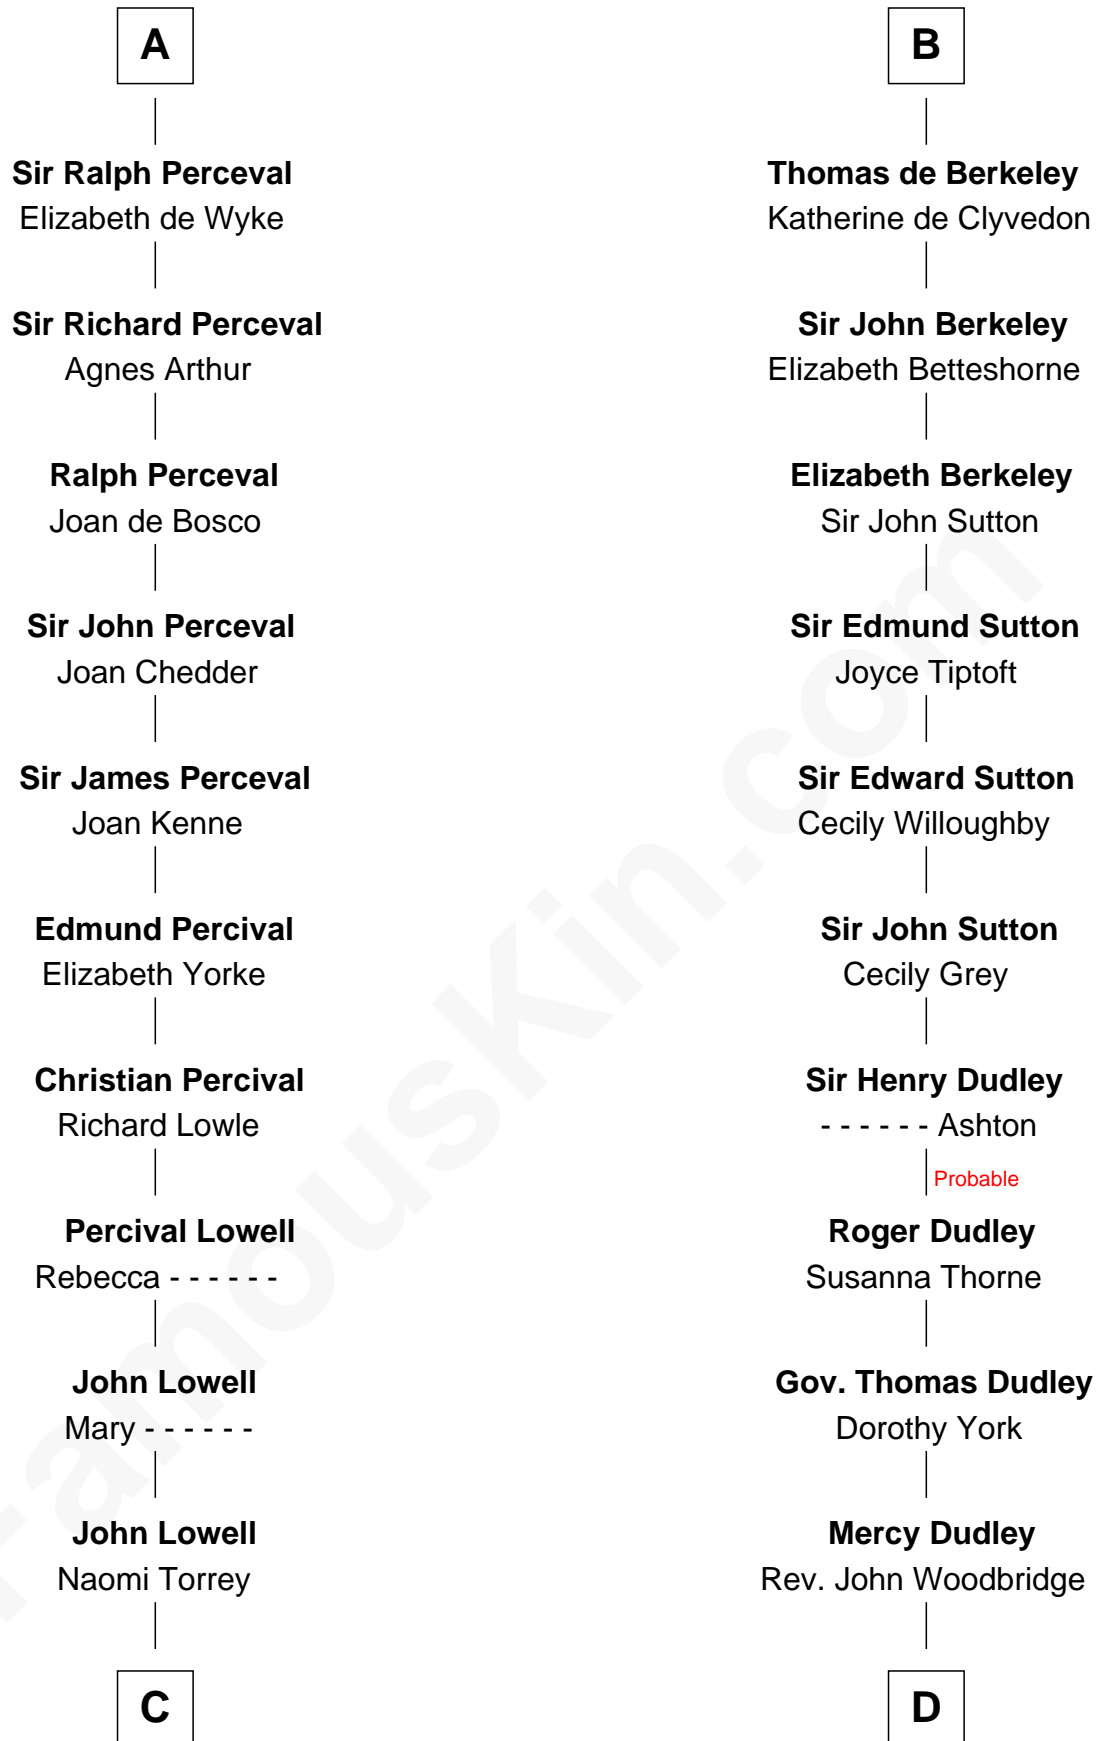 A
Sir Ralph Perceval
Elizabeth de Wyke
Sir Richard Perceval
Agnes Arthur
Ralph Perceval
Joan de Bosco
Sir John Perceval
Joan Chedder
Sir James Perceval
Joan Kenne
Edmund Percival
Elizabeth Yorke
Christian Percival
Richard Lowle
Percival Lowell
Rebecca - - - - - -
John Lowell
Mary - - - - - -
John Lowell
Naomi Torrey
C
B
Thomas de Berkeley
Katherine de Clyvedon
Sir John Berkeley
Elizabeth Betteshorne
Elizabeth Berkeley
Sir John Sutton
Sir Edmund Sutton
Joyce Tiptoft
Sir Edward Sutton
Cecily Willoughby
Sir John Sutton
Cecily Grey
Sir Henry Dudley
- - - - - - Ashton
Probable
Roger Dudley
Susanna Thorne
Gov. Thomas Dudley
Dorothy York
Mercy Dudley
Rev. John Woodbridge
D
FamousKin.com